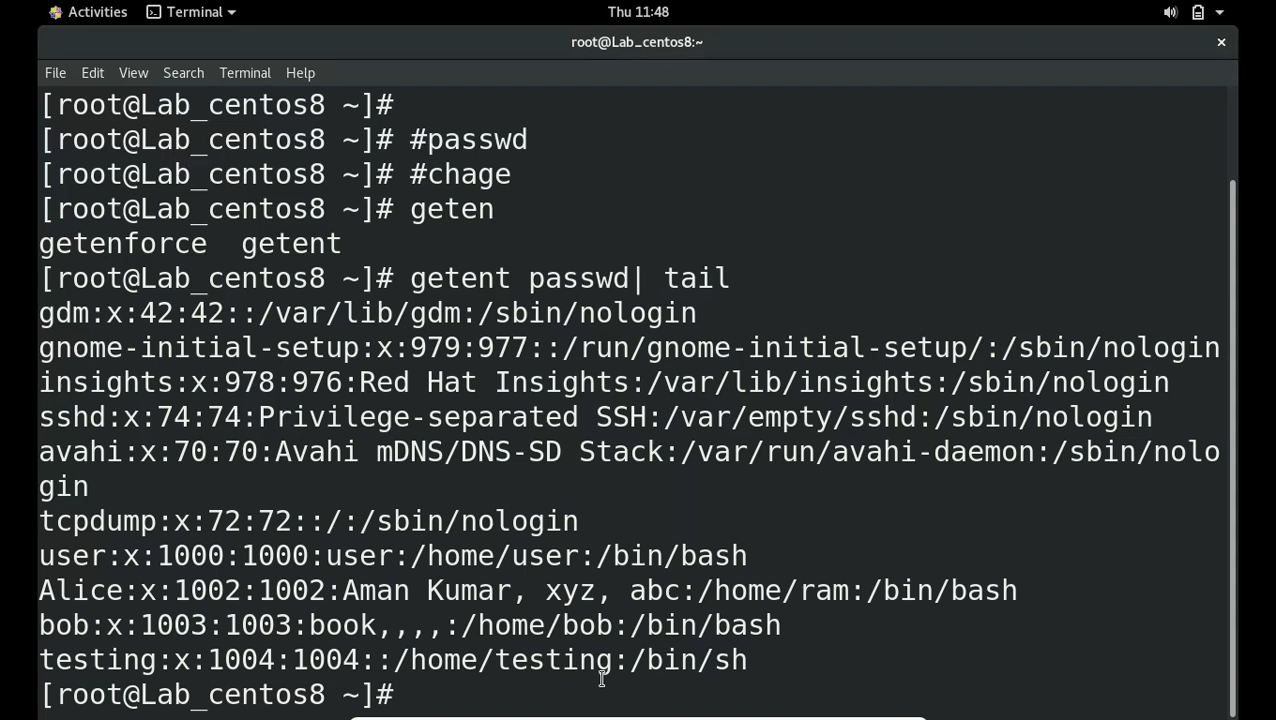 Activities Terminal Thu 11:48
root@Lab_centos8:~ ×
File Edit View Search Terminal Help
[root@Lab_centos8 ~]#
[root@Lab_centos8 ~]# #passwd
[root@Lab_centos8 ~]# #chage
[root@Lab_centos8 ~]# geten
getenforce  getent
[root@Lab_centos8 ~]# getent passwd| tail
gdm:x:42:42::/var/lib/gdm:/sbin/nologin
gnome-initial-setup:x:979:977::/run/gnome-initial-setup/:/sbin/nologin
insights:x:978:976:Red Hat Insights:/var/lib/insights:/sbin/nologin
sshd:x:74:74:Privilege-separated SSH:/var/empty/sshd:/sbin/nologin
avahi:x:70:70:Avahi mDNS/DNS-SD Stack:/var/run/avahi-daemon:/sbin/nolo
gin
tcpdump:x:72:72::/:/sbin/nologin
user:x:1000:1000:user:/home/user:/bin/bash
Alice:x:1002:1002:Aman Kumar, xyz, abc:/home/ram:/bin/bash
bob:x:1003:1003:book,,,,:/home/bob:/bin/bash
testing:x:1004:1004::/home/testing:/bin/sh
[root@Lab_centos8 ~]#